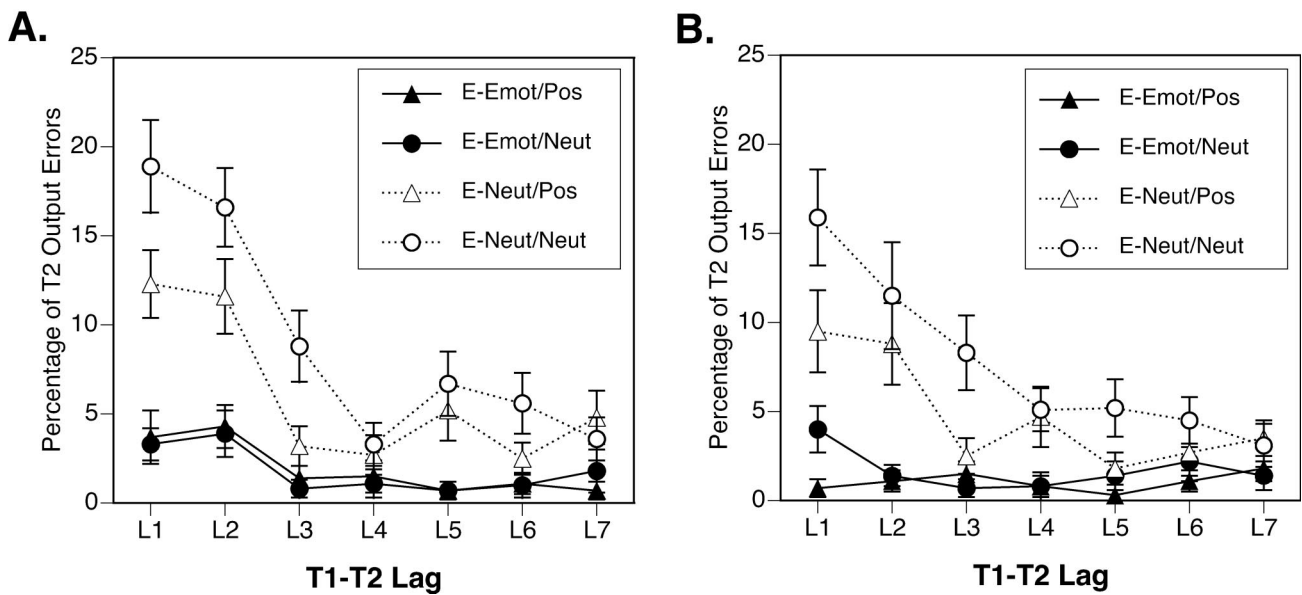 A.
Percentage of T2 Output Errors
25
20
15
10
5
0
E-Emot/Pos
E-Emot/Neut
E-Neut/Pos
E-Neut/Neut
L1 L2 L3 L4 L5 L6 L7
T1-T2 Lag
B.
Percentage of T2 Output Errors
25
20
15
10
5
0
E-Emot/Pos
E-Emot/Neut
E-Neut/Pos
E-Neut/Neut
L1 L2 L3 L4 L5 L6 L7
T1-T2 Lag